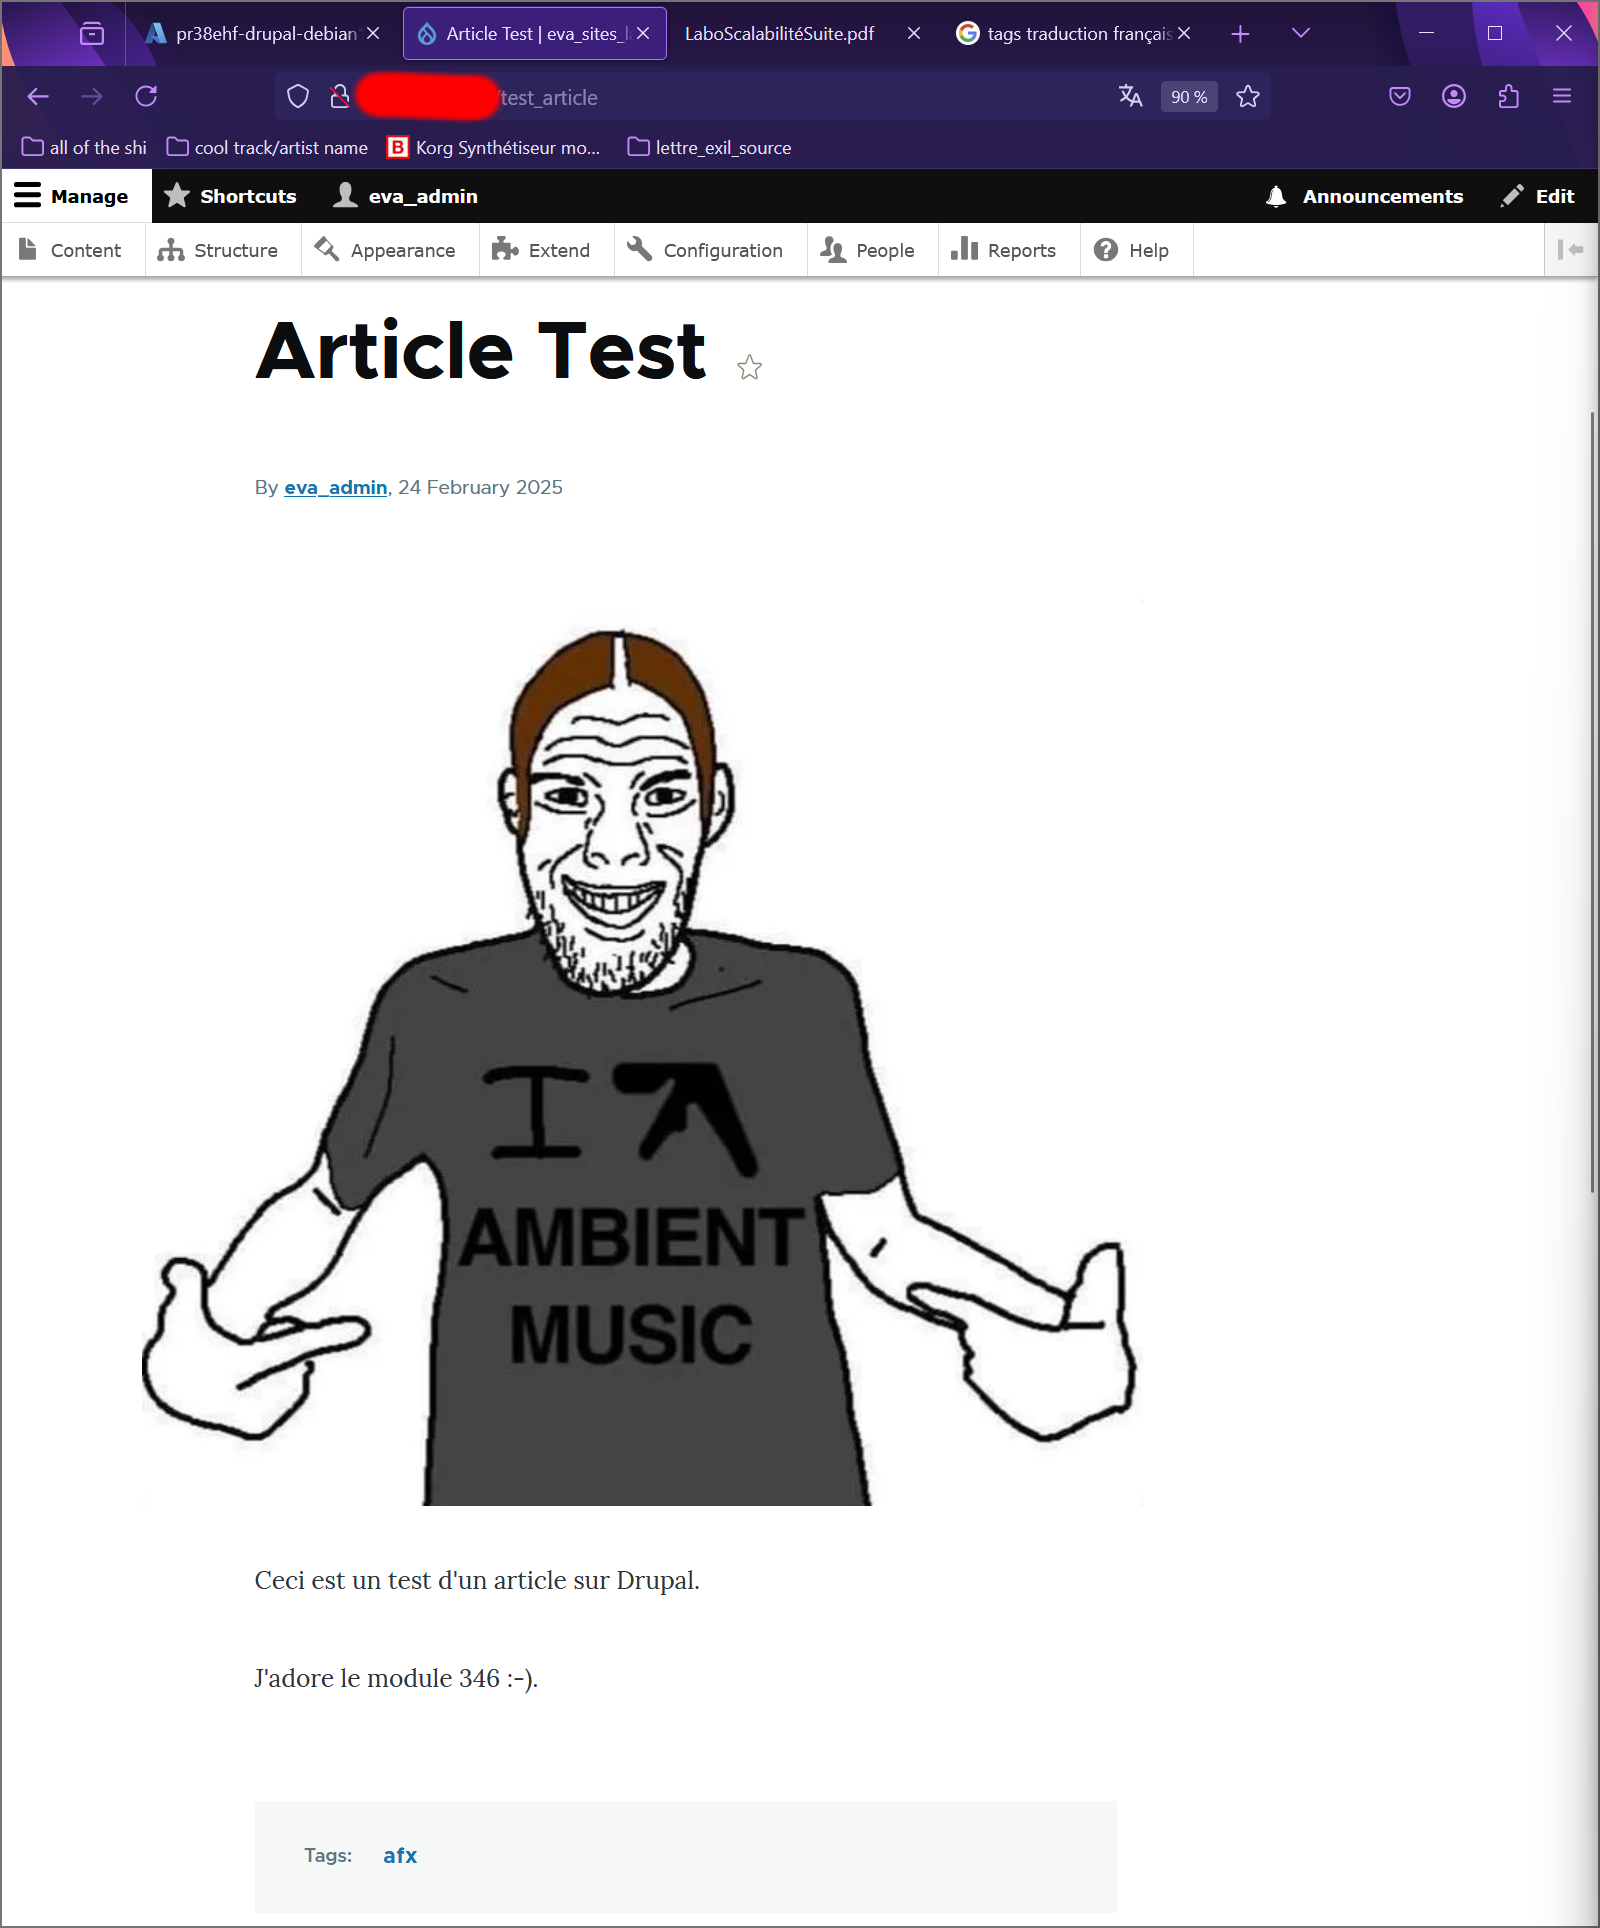 pr38ehf-drupal-debian
Article Test | eva_sites_l
LaboScalabilitéSuite.pdf
tags traduction français
/test_article
90 %
all of the shi
cool track/artist name
Korg Synthétiseur mo...
lettre_exil_source
Manage
Shortcuts
eva_admin
Announcements
Edit
Content
Structure
Appearance
Extend
Configuration
People
Reports
Help
Article Test
By eva_admin, 24 February 2025
I
AMBIENT
MUSIC
Ceci est un test d'un article sur Drupal.
J'adore le module 346 :-).
Tags: afx